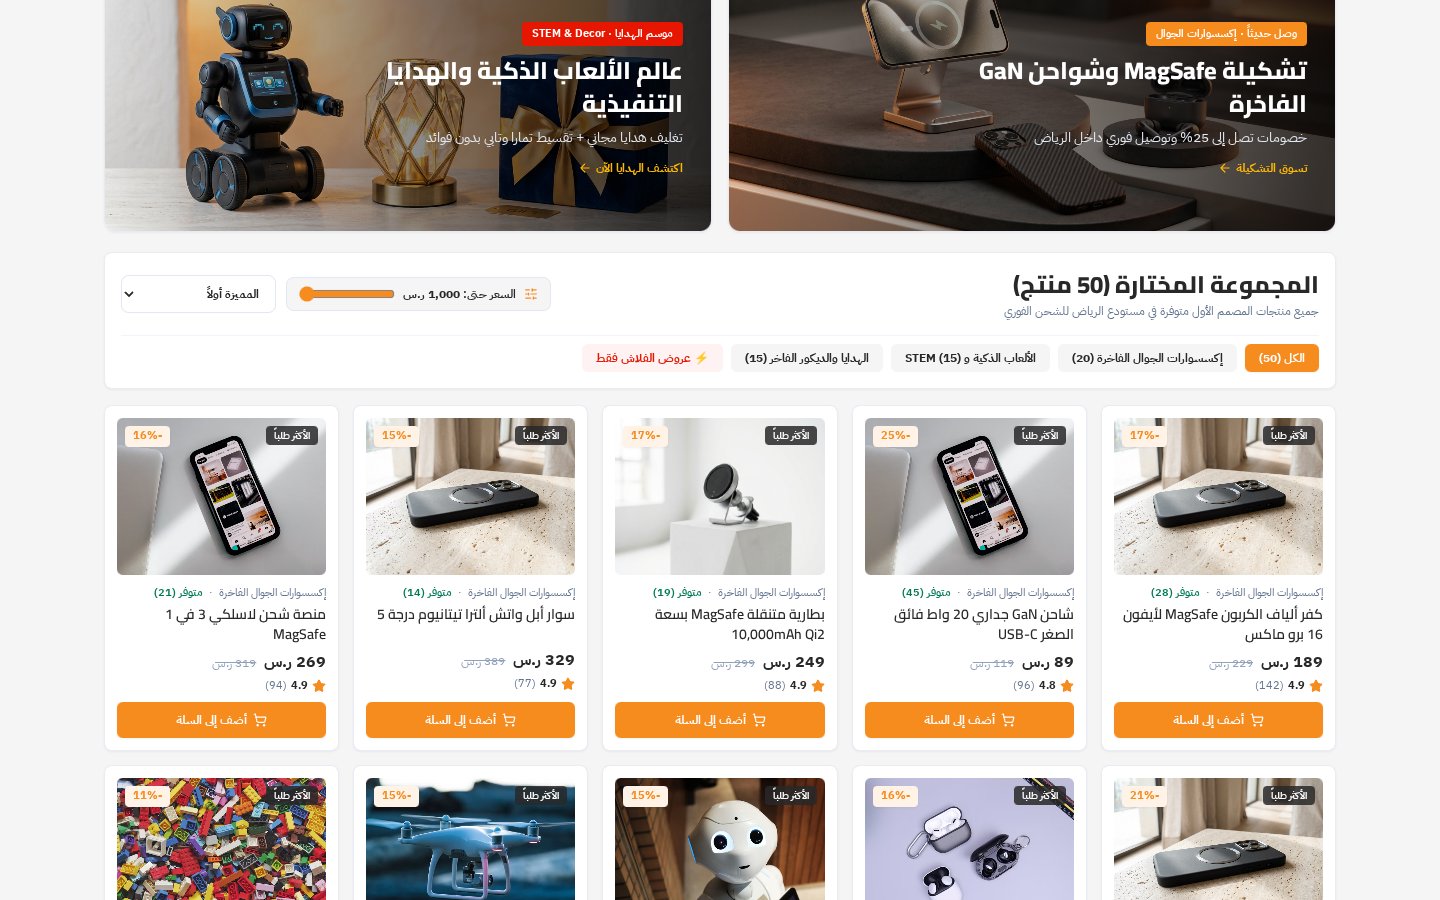 وصل حديثاً · إكسسوارات الجوال
تشكيلة MagSafe وشواحن GaN
الفاخرة
خصومات تصل إلى 25% وتوصيل فوري داخل الرياض
تسوق التشكيلة ←
موسم الهدايا · STEM & Decor
عالم الألعاب الذكية والهدايا
التنفيذية
تغليف هدايا مجاني + تقسيط تمارا وتابي بدون فوائد
اكتشف الهدايا الآن ←
المجموعة المختارة (50 منتج)
جميع منتجات المصمم الأول متوفرة في مستودع الرياض للشحن الفوري
السعر حتى: 1,000 ر.س
المميزة أولاً
الكل (50)
إكسسوارات الجوال الفاخرة (20)
الألعاب الذكية و STEM (15)
الهدايا والديكور الفاخر (15)
⚡ عروض الفلاش فقط
الأكثر طلباً
-17%
إكسسوارات الجوال الفاخرة · متوفر (28)
كفر ألياف الكربون MagSafe لأيفون
16 برو ماكس
189 ر.س 229 ر.س
4.9 (142)
أضف إلى السلة
الأكثر طلباً
-25%
إكسسوارات الجوال الفاخرة · متوفر (45)
شاحن GaN جداري 20 واط فائق
الصغر USB-C
89 ر.س 119 ر.س
4.8 (96)
أضف إلى السلة
الأكثر طلباً
-17%
إكسسوارات الجوال الفاخرة · متوفر (19)
بطارية متنقلة MagSafe بسعة
10,000mAh Qi2
249 ر.س 299 ر.س
4.9 (88)
أضف إلى السلة
الأكثر طلباً
-15%
إكسسوارات الجوال الفاخرة · متوفر (14)
سوار أبل واتش ألترا تيتانيوم درجة 5
329 ر.س 389 ر.س
4.9 (77)
أضف إلى السلة
الأكثر طلباً
-16%
إكسسوارات الجوال الفاخرة · متوفر (21)
منصة شحن لاسلكي 3 في 1
MagSafe
269 ر.س 319 ر.س
4.9 (94)
أضف إلى السلة
الأكثر طلباً
-21%
الأكثر طلباً
-16%
الأكثر طلباً
-15%
الأكثر طلباً
-15%
الأكثر طلباً
-11%